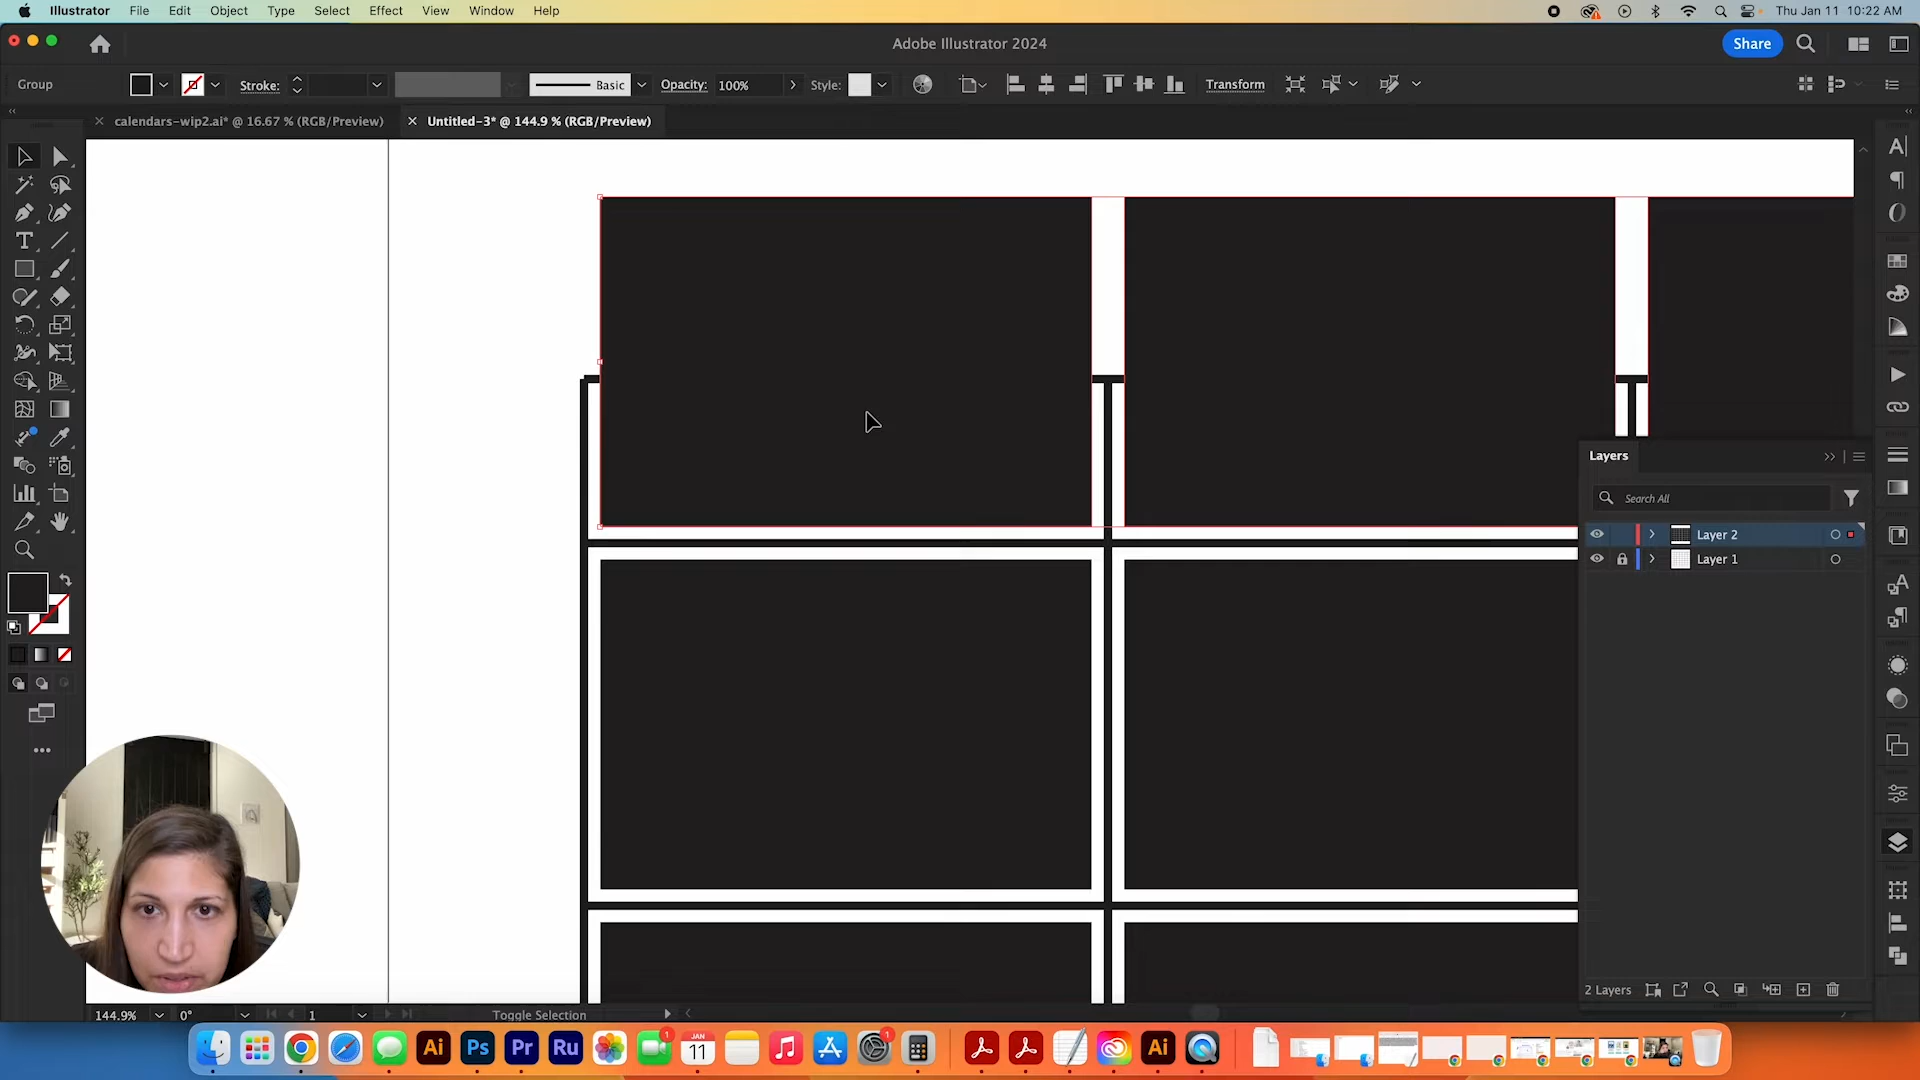 Illustrator File Edit Object Type Select Effect View Window Help Thu Jan 11 10:22 AM
Adobe Illustrator 2024 Share
Group Stroke: Basic Opacity: 100% Style: Transform
calendars-wip2.ai* @ 16.67 % (RGB/Preview) Untitled-3* @ 144.9 % (RGB/Preview)
Layers
Search All
Layer 2
Layer 1
2 Layers
144.9% 0° 1 Toggle Selection
Ai Ps Pr Ru 1 JAN 11 1 Ai